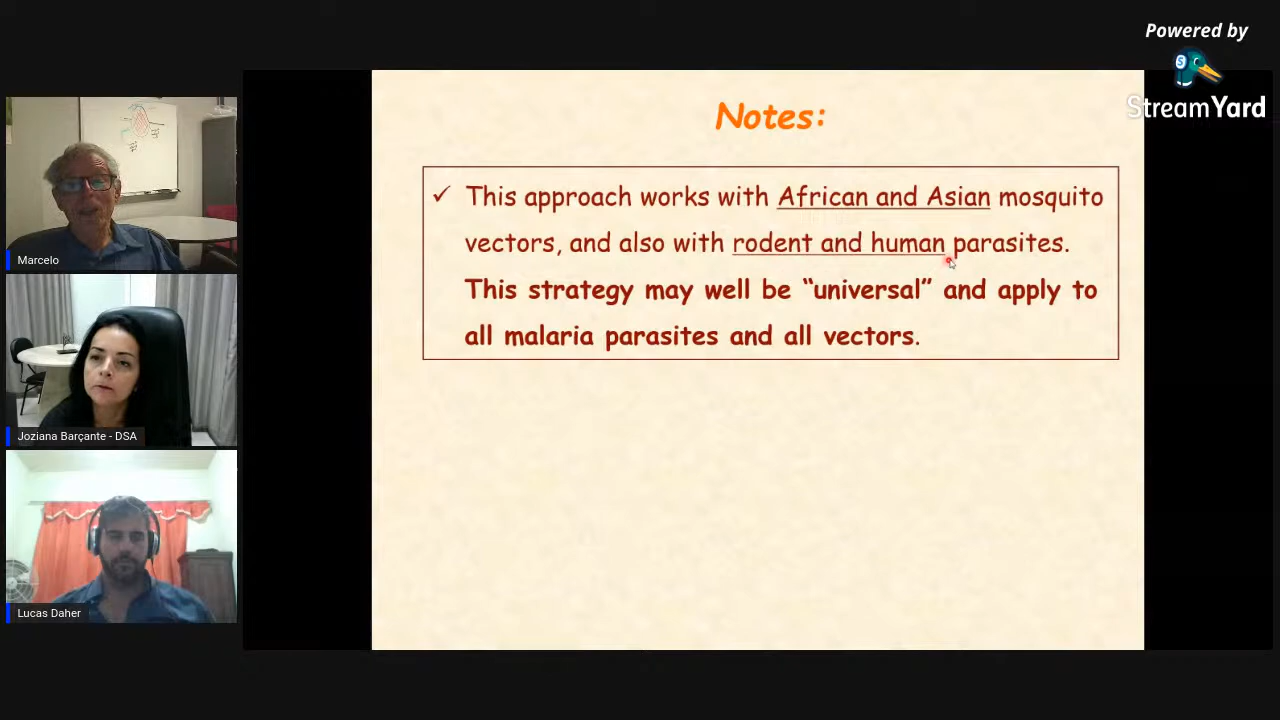 Powered by
StreamYard
Notes:
✓ This approach works with African and Asian mosquito
vectors, and also with rodent and human parasites.
This strategy may well be “universal” and apply to
all malaria parasites and all vectors.
Marcelo
Joziana Barçante - DSA
Lucas Daher